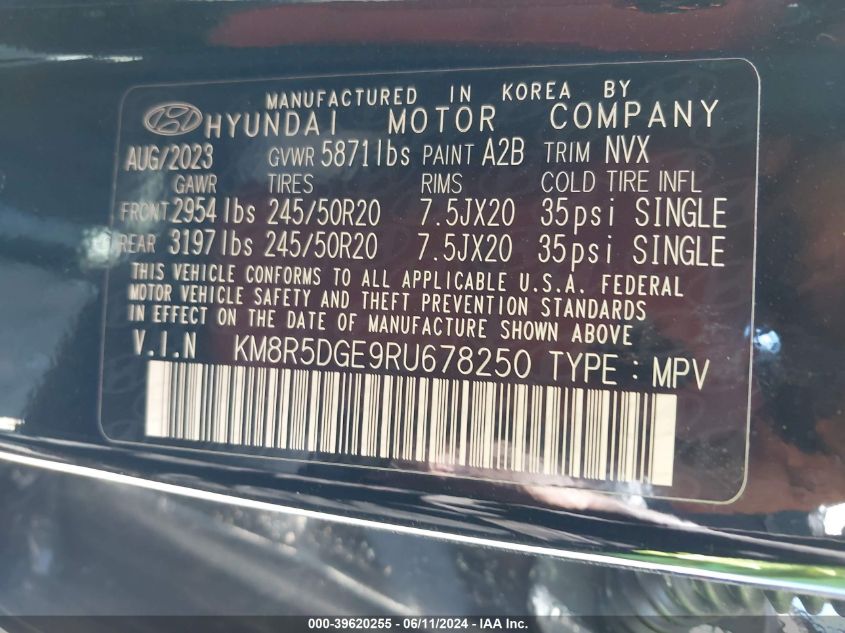 MANUFACTURED IN KOREA BY
HYUNDAI MOTOR COMPANY
AUG/2023 GVWR 5871lbs PAINT A2B TRIM NVX
GAWR TIRES RIMS COLD TIRE INFL
FRONT 2954lbs 245/50R20 7.5JX20 35psi SINGLE
REAR 3197lbs 245/50R20 7.5JX20 35psi SINGLE
THIS VEHICLE CONFORMS TO ALL APPLICABLE U.S.A. FEDERAL
MOTOR VEHICLE SAFETY AND THEFT PREVENTION STANDARDS
IN EFFECT ON THE DATE OF MANUFACTURE SHOWN ABOVE
V.I.N KM8R5DGE9RU678250 TYPE : MPV
000-39620255 - 06/11/2024 - IAA Inc.